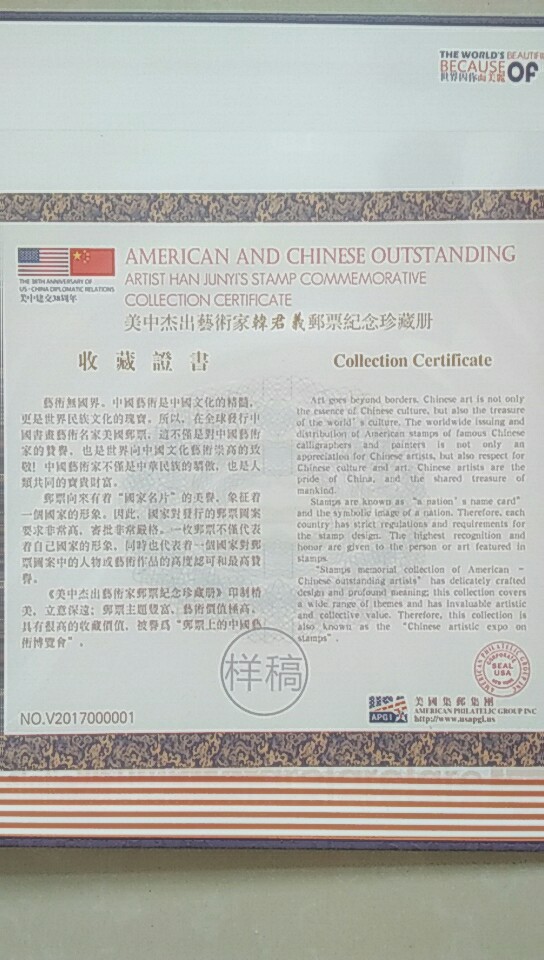 THE WORLD'S BEAUTIFUL
BECAUSE OF
世界因你而美麗
THE 38TH ANNIVERSARY OF
US - CHINA DIPLOMATIC RELATIONS
美中建交38周年
AMERICAN AND CHINESE OUTSTANDING
ARTIST HAN JUNYI'S STAMP COMMEMORATIVE
COLLECTION CERTIFICATE
美中杰出藝術家韓君義郵票紀念珍藏册
收藏證書
藝術無國界。中國藝術是中國文化的精髓,
更是世界民族文化的瑰寶。所以,在全球發行中
國書畫藝術名家美國郵票,這不僅是對中國藝術
家的贊譽,也是世界向中國文化藝術崇高的致
敬!中國藝術家不僅是中華民族的驕傲,也是人
類共同的寶貴財富。
郵票向來有着“國家名片”的美譽,象征着
一個國家的形象。因此,國家對發行的郵票圖案
要求非常高,審批非常嚴格。一枚郵票不僅代表
着自己國家的形象,同時也代表着一個國家對郵
票圖案中的人物或藝術作品的高度認可和最高贊
譽。
《美中杰出藝術家郵票紀念珍藏册》印制精
美,立意深遠;郵票主題豐富,藝術價值極高,
具有很高的收藏價值,被譽爲“郵票上的中國藝
術博覽會”。
Collection Certificate
Art goes beyond borders. Chinese art is not only
the essence of Chinese culture, but also the treasure
of the world's culture. The worldwide issuing and
distribution of American stamps of famous Chinese
calligraphers and painters is not only an
appreciation for Chinese artists, but also respect for
Chinese culture and art. Chinese artists are the
pride of China, and the shared treasure of
mankind.
Stamps are known as "a nation's name card"
and the symbolic image of a nation. Therefore, each
country has strict regulations and requirements for
the stamp design. The highest recognition and
honor are given to the person or art featured in
stamps.
"Stamps memorial collection of American -
Chinese outstanding artists" has delicately crafted
design and profound meaning; this collection covers
a wide range of themes and has invaluable artistic
and collective value. Therefore, this collection is
also known as the "Chinese artistic expo on
stamps".
样稿
AMERICAN PHILATELIC GROUP INC
CORPORATE
SEAL
USA
NEW YORK
NO.V2017000001
APGI
美國集郵集團
AMERICAN PHILATELIC GROUP INC
http://www.usapgi.us